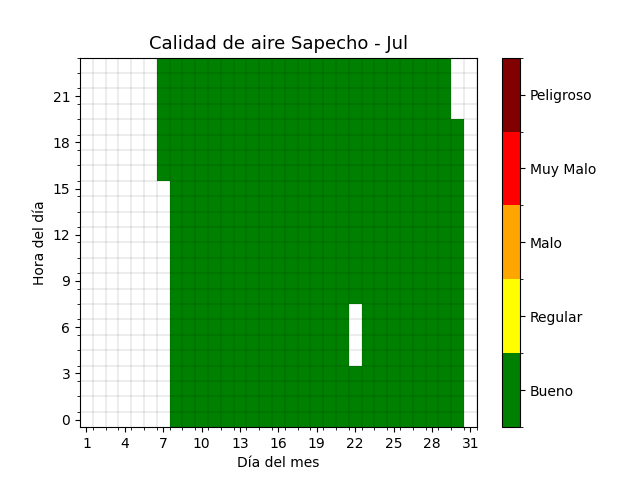 Calidad de aire Sapecho - Jul
21
18
15
12
9
6
3
0
Hora del día
1 4 7 10 13 16 19 22 25 28 31
Día del mes
Peligroso
Muy Malo
Malo
Regular
Bueno